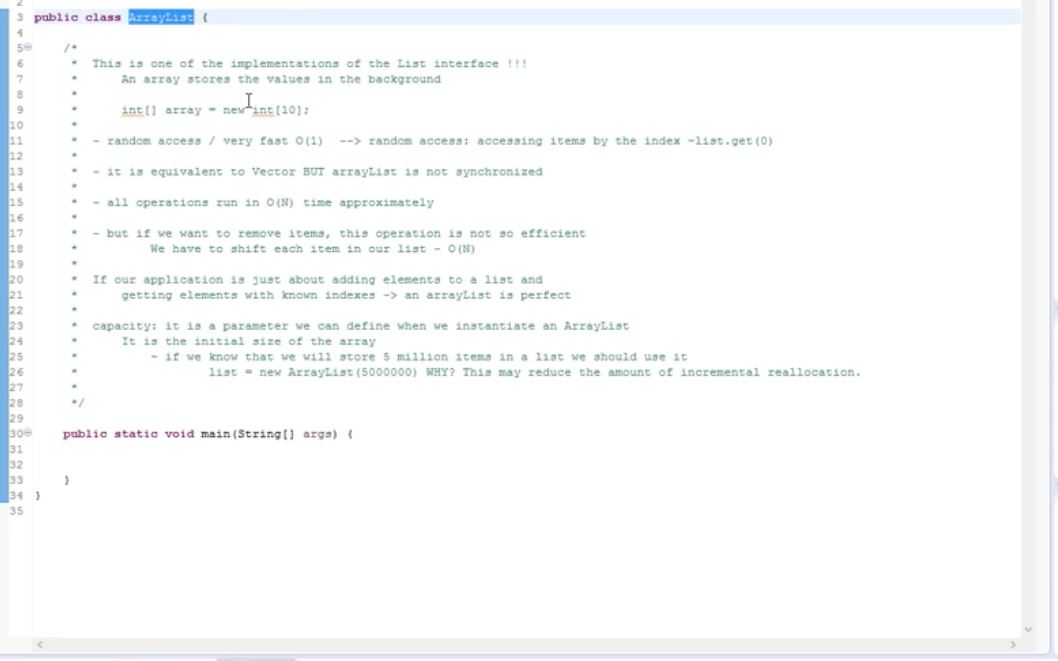 2
3 public class ArrayList {
4
5 /*
6 * This is one of the implementations of the List interface !!!
7 * An array stores the values in the background
8 *
9 * int[] array = new int[10];
10 *
11 * - random access / very fast O(1) --> random access: accessing items by the index ~list.get(0)
12 *
13 * - it is equivalent to Vector BUT arrayList is not synchronized
14 *
15 * - all operations run in O(N) time approximately
16 *
17 * - but if we want to remove items, this operation is not so efficient
18 * We have to shift each item in our list - O(N)
19 *
20 * If our application is just about adding elements to a list and
21 * getting elements with known indexes -> an arrayList is perfect
22 *
23 * capacity: it is a parameter we can define when we instantiate an ArrayList
24 * It is the initial size of the array
25 * ~ if we know that we will store 5 million items in a list we should use it
26 * list = new ArrayList(5000000) WHY? This may reduce the amount of incremental reallocation.
27 *
28 */
29
30 public static void main(String[] args) {
31
32
33 }
34 }
35